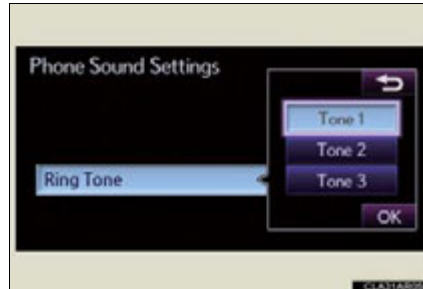 Phone Sound Settings
Tone 1
Tone 2
Ring Tone
Tone 3
OK